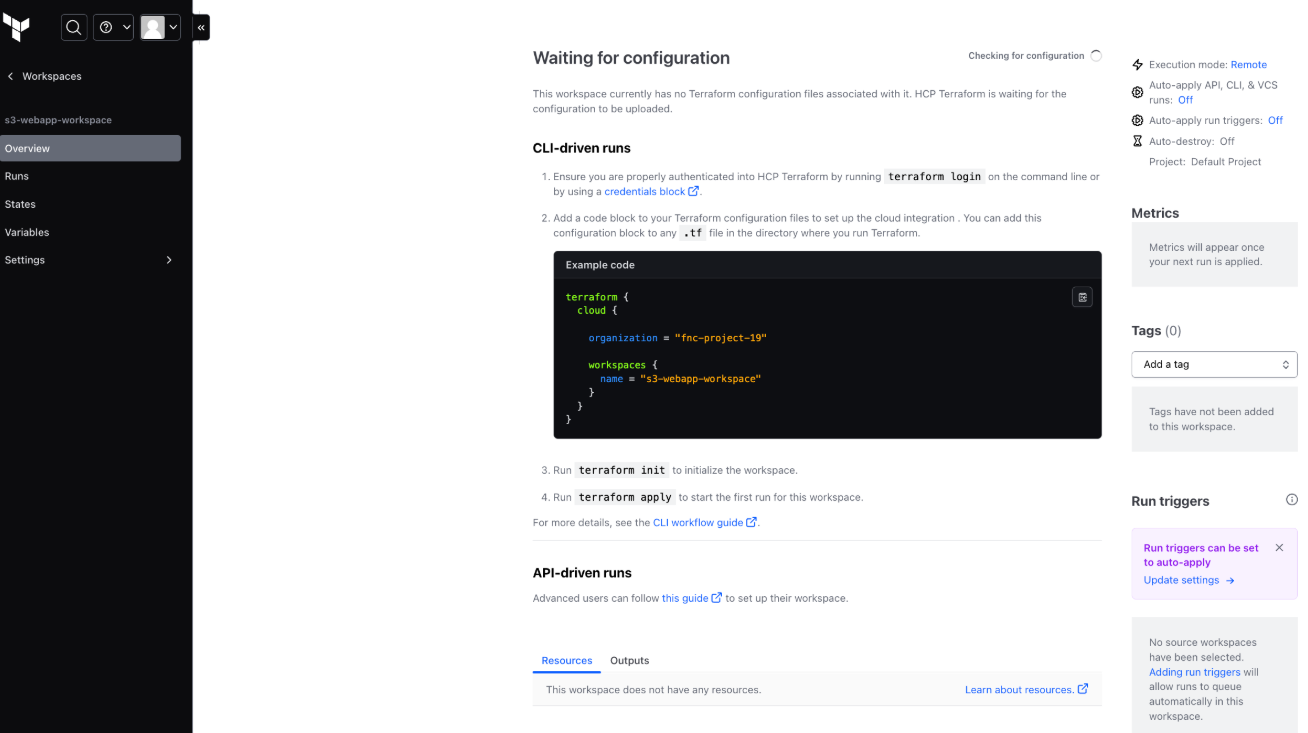 «
Workspaces
s3-webapp-workspace
Overview
Runs
States
Variables
Settings
Waiting for configuration
Checking for configuration
This workspace currently has no Terraform configuration files associated with it. HCP Terraform is waiting for the
configuration to be uploaded.
CLI-driven runs
1. Ensure you are properly authenticated into HCP Terraform by running terraform login on the command line or
by using a credentials block.
2. Add a code block to your Terraform configuration files to set up the cloud integration . You can add this
configuration block to any .tf file in the directory where you run Terraform.
Example code
terraform {
cloud {
organization = "fnc-project-19"
workspaces {
name = "s3-webapp-workspace"
}
}
}
3. Run terraform init to initialize the workspace.
4. Run terraform apply to start the first run for this workspace.
For more details, see the CLI workflow guide.
API-driven runs
Advanced users can follow this guide to set up their workspace.
Resources Outputs
This workspace does not have any resources. Learn about resources.
Execution mode: Remote
Auto-apply API, CLI, & VCS
runs: Off
Auto-apply run triggers: Off
Auto-destroy: Off
Project: Default Project
Metrics
Metrics will appear once
your next run is applied.
Tags (0)
Add a tag
Tags have not been added
to this workspace.
Run triggers
Run triggers can be set
to auto-apply
Update settings →
No source workspaces
have been selected.
Adding run triggers will
allow runs to queue
automatically in this
workspace.